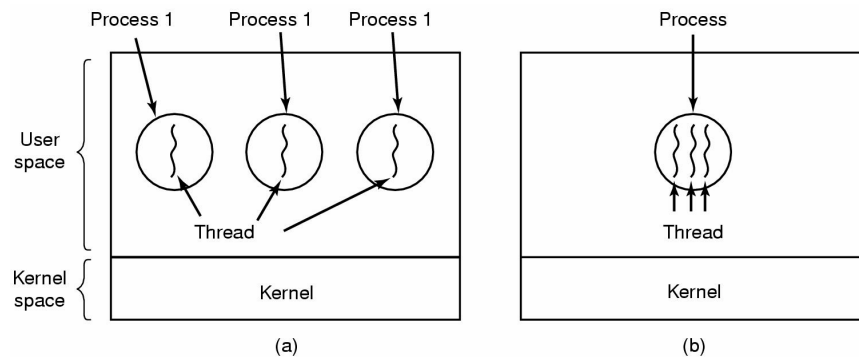 Process 1
Process 1
Process 1
Process
User
space
Thread
Thread
Kernel
space
Kernel
Kernel
(a)
(b)